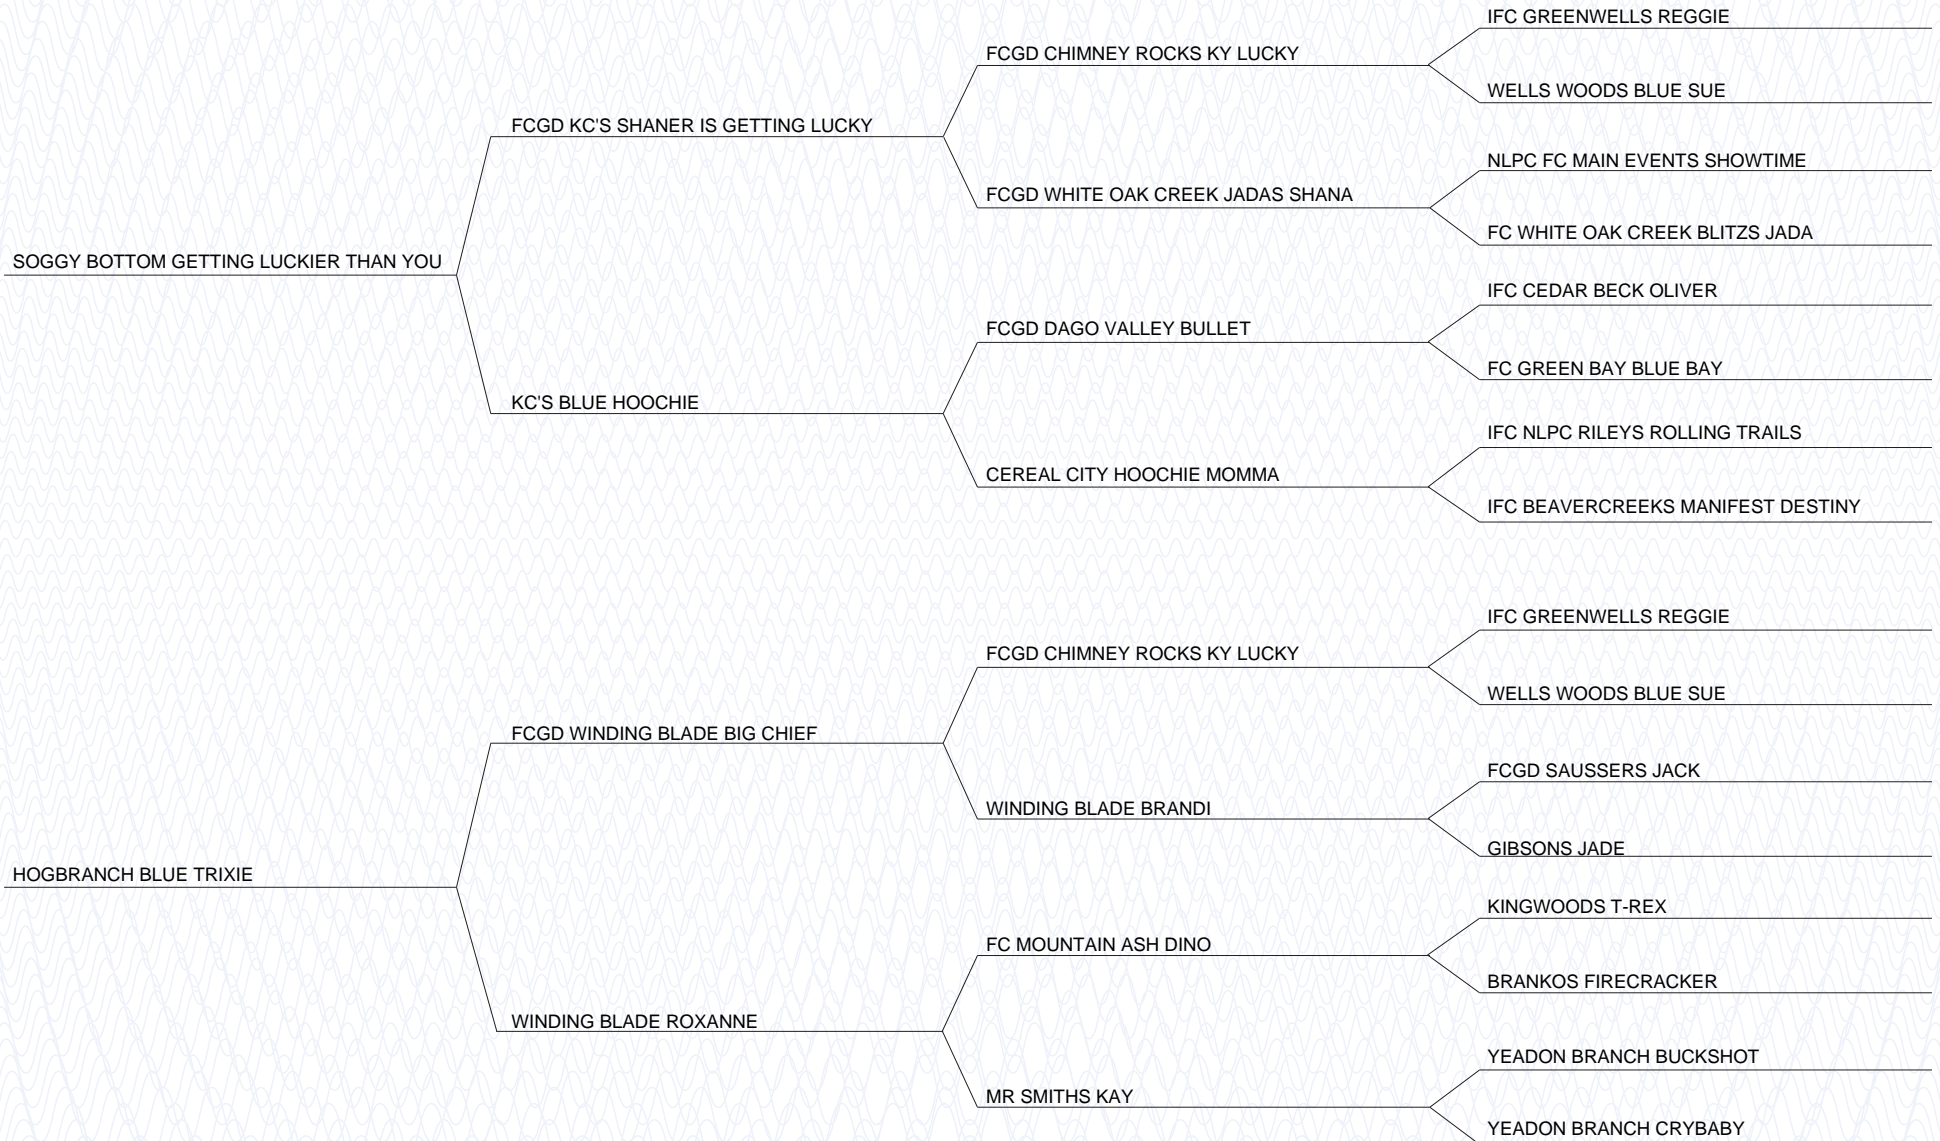 IFC GREENWELLS REGGIE
FCGD CHIMNEY ROCKS KY LUCKY
WELLS WOODS BLUE SUE
FCGD KC'S SHANER IS GETTING LUCKY
NLPC FC MAIN EVENTS SHOWTIME
FCGD WHITE OAK CREEK JADAS SHANA
FC WHITE OAK CREEK BLITZS JADA
SOGGY BOTTOM GETTING LUCKIER THAN YOU
IFC CEDAR BECK OLIVER
FCGD DAGO VALLEY BULLET
FC GREEN BAY BLUE BAY
KC'S BLUE HOOCHIE
IFC NLPC RILEYS ROLLING TRAILS
CEREAL CITY HOOCHIE MOMMA
IFC BEAVERCREEKS MANIFEST DESTINY
IFC GREENWELLS REGGIE
FCGD CHIMNEY ROCKS KY LUCKY
WELLS WOODS BLUE SUE
FCGD WINDING BLADE BIG CHIEF
FCGD SAUSSERS JACK
WINDING BLADE BRANDI
GIBSONS JADE
HOGBRANCH BLUE TRIXIE
KINGWOODS T-REX
FC MOUNTAIN ASH DINO
BRANKOS FIRECRACKER
WINDING BLADE ROXANNE
YEADON BRANCH BUCKSHOT
MR SMITHS KAY
YEADON BRANCH CRYBABY